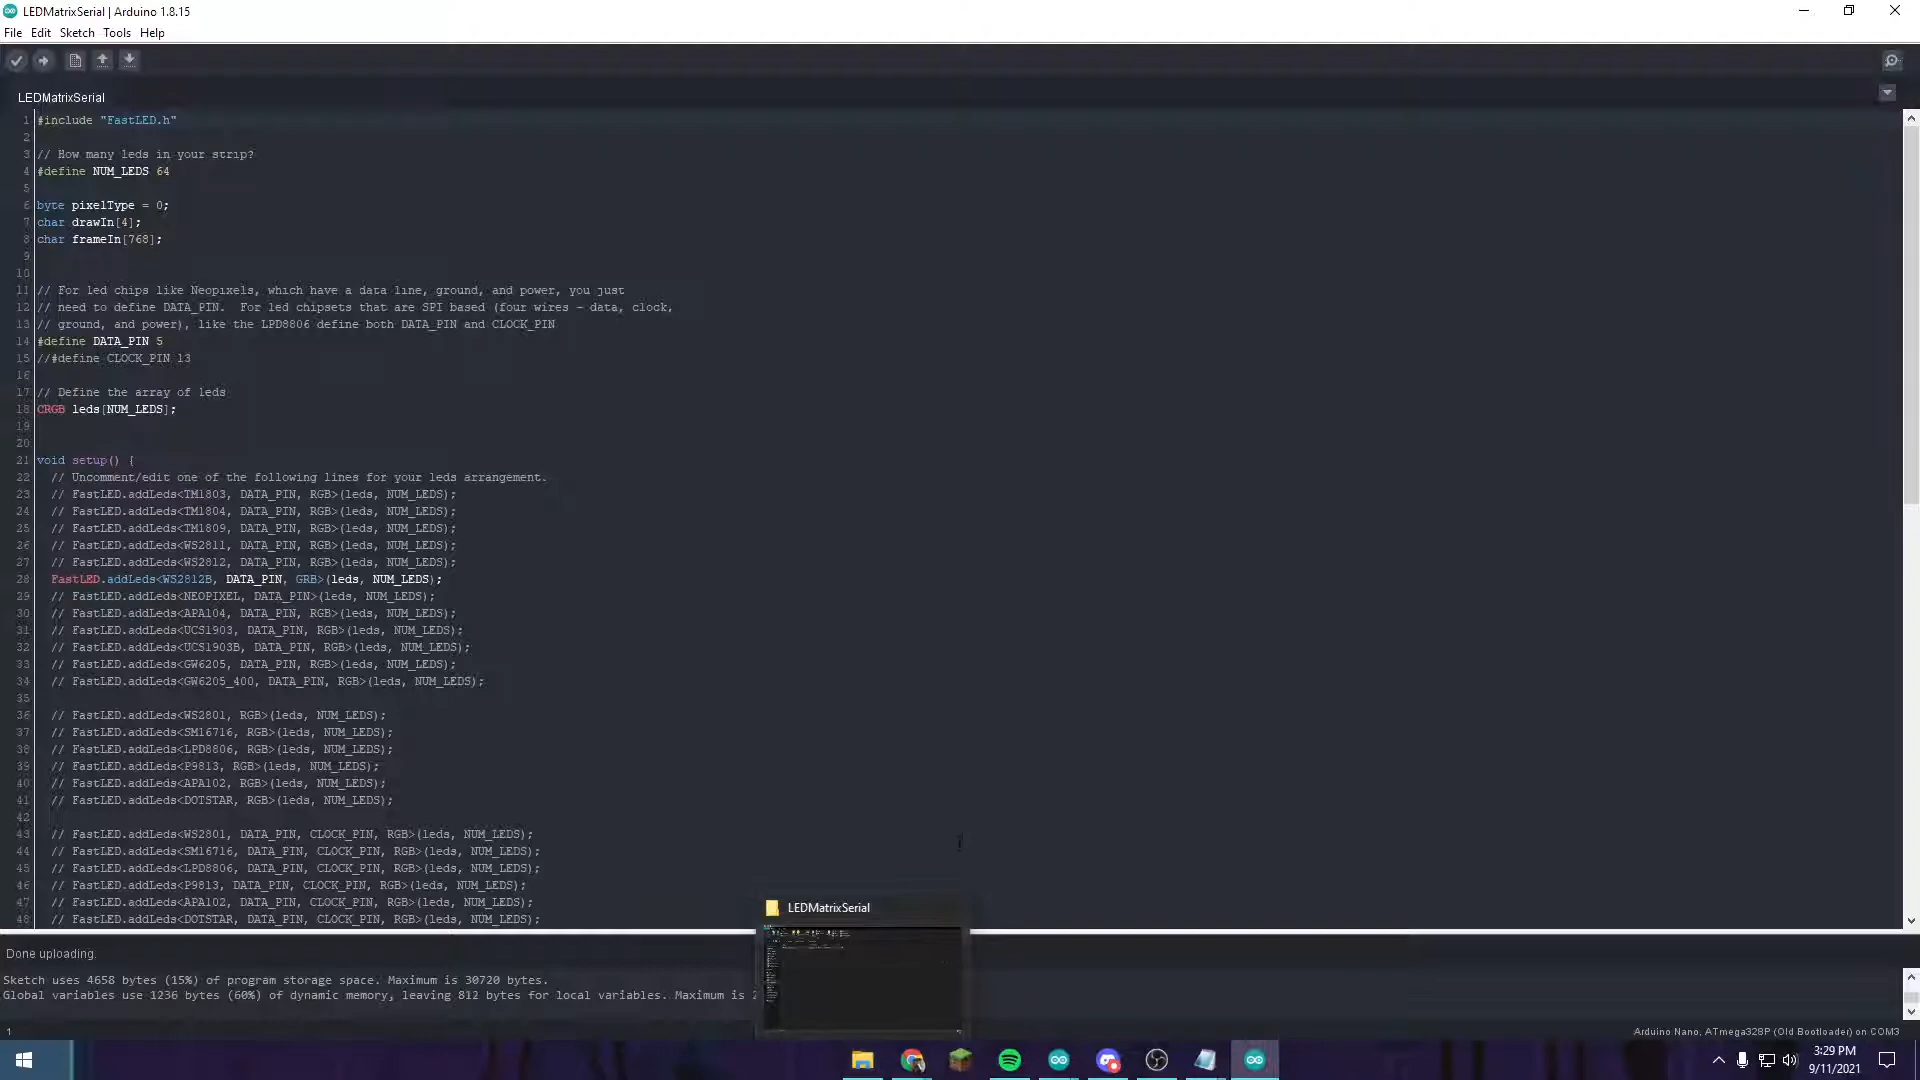 LEDMatrixSerial | Arduino 1.8.15
File Edit Sketch Tools Help
LEDMatrixSerial
1 #include "FastLED.h"
2
3 // How many leds in your strip?
4 #define NUM_LEDS 64
5
6 byte pixelType = 0;
7 char drawIn[4];
8 char frameIn[768];
9
10
11 // For led chips like Neopixels, which have a data line, ground, and power, you just
12 // need to define DATA_PIN.  For led chipsets that are SPI based (four wires - data, clock,
13 // ground, and power), like the LPD8806 define both DATA_PIN and CLOCK_PIN
14 #define DATA_PIN 5
15 //#define CLOCK_PIN 13
16
17 // Define the array of leds
18 CRGB leds[NUM_LEDS];
19
20
21 void setup() {
22 // Uncomment/edit one of the following lines for your leds arrangement.
23 // FastLED.addLeds<TM1803, DATA_PIN, RGB>(leds, NUM_LEDS);
24 // FastLED.addLeds<TM1804, DATA_PIN, RGB>(leds, NUM_LEDS);
25 // FastLED.addLeds<TM1809, DATA_PIN, RGB>(leds, NUM_LEDS);
26 // FastLED.addLeds<WS2811, DATA_PIN, RGB>(leds, NUM_LEDS);
27 // FastLED.addLeds<WS2812, DATA_PIN, RGB>(leds, NUM_LEDS);
28 FastLED.addLeds<WS2812B, DATA_PIN, GRB>(leds, NUM_LEDS);
29 // FastLED.addLeds<NEOPIXEL, DATA_PIN>(leds, NUM_LEDS);
30 // FastLED.addLeds<APA104, DATA_PIN, RGB>(leds, NUM_LEDS);
31 // FastLED.addLeds<UCS1903, DATA_PIN, RGB>(leds, NUM_LEDS);
32 // FastLED.addLeds<UCS1903B, DATA_PIN, RGB>(leds, NUM_LEDS);
33 // FastLED.addLeds<GW6205, DATA_PIN, RGB>(leds, NUM_LEDS);
34 // FastLED.addLeds<GW6205_400, DATA_PIN, RGB>(leds, NUM_LEDS);
35
36 // FastLED.addLeds<WS2801, RGB>(leds, NUM_LEDS);
37 // FastLED.addLeds<SM16716, RGB>(leds, NUM_LEDS);
38 // FastLED.addLeds<LPD8806, RGB>(leds, NUM_LEDS);
39 // FastLED.addLeds<P9813, RGB>(leds, NUM_LEDS);
40 // FastLED.addLeds<APA102, RGB>(leds, NUM_LEDS);
41 // FastLED.addLeds<DOTSTAR, RGB>(leds, NUM_LEDS);
42
43 // FastLED.addLeds<WS2801, DATA_PIN, CLOCK_PIN, RGB>(leds, NUM_LEDS);
44 // FastLED.addLeds<SM16716, DATA_PIN, CLOCK_PIN, RGB>(leds, NUM_LEDS);
45 // FastLED.addLeds<LPD8806, DATA_PIN, CLOCK_PIN, RGB>(leds, NUM_LEDS);
46 // FastLED.addLeds<P9813, DATA_PIN, CLOCK_PIN, RGB>(leds, NUM_LEDS);
47 // FastLED.addLeds<APA102, DATA_PIN, CLOCK_PIN, RGB>(leds, NUM_LEDS);
48 // FastLED.addLeds<DOTSTAR, DATA_PIN, CLOCK_PIN, RGB>(leds, NUM_LEDS);
LEDMatrixSerial
Done uploading.
Sketch uses 4658 bytes (15%) of program storage space. Maximum is 30720 bytes.
Global variables use 1236 bytes (60%) of dynamic memory, leaving 812 bytes for local variables. Maximum is 2
1
Arduino Nano, ATmega328P (Old Bootloader) on COM3
3:29 PM
9/11/2021